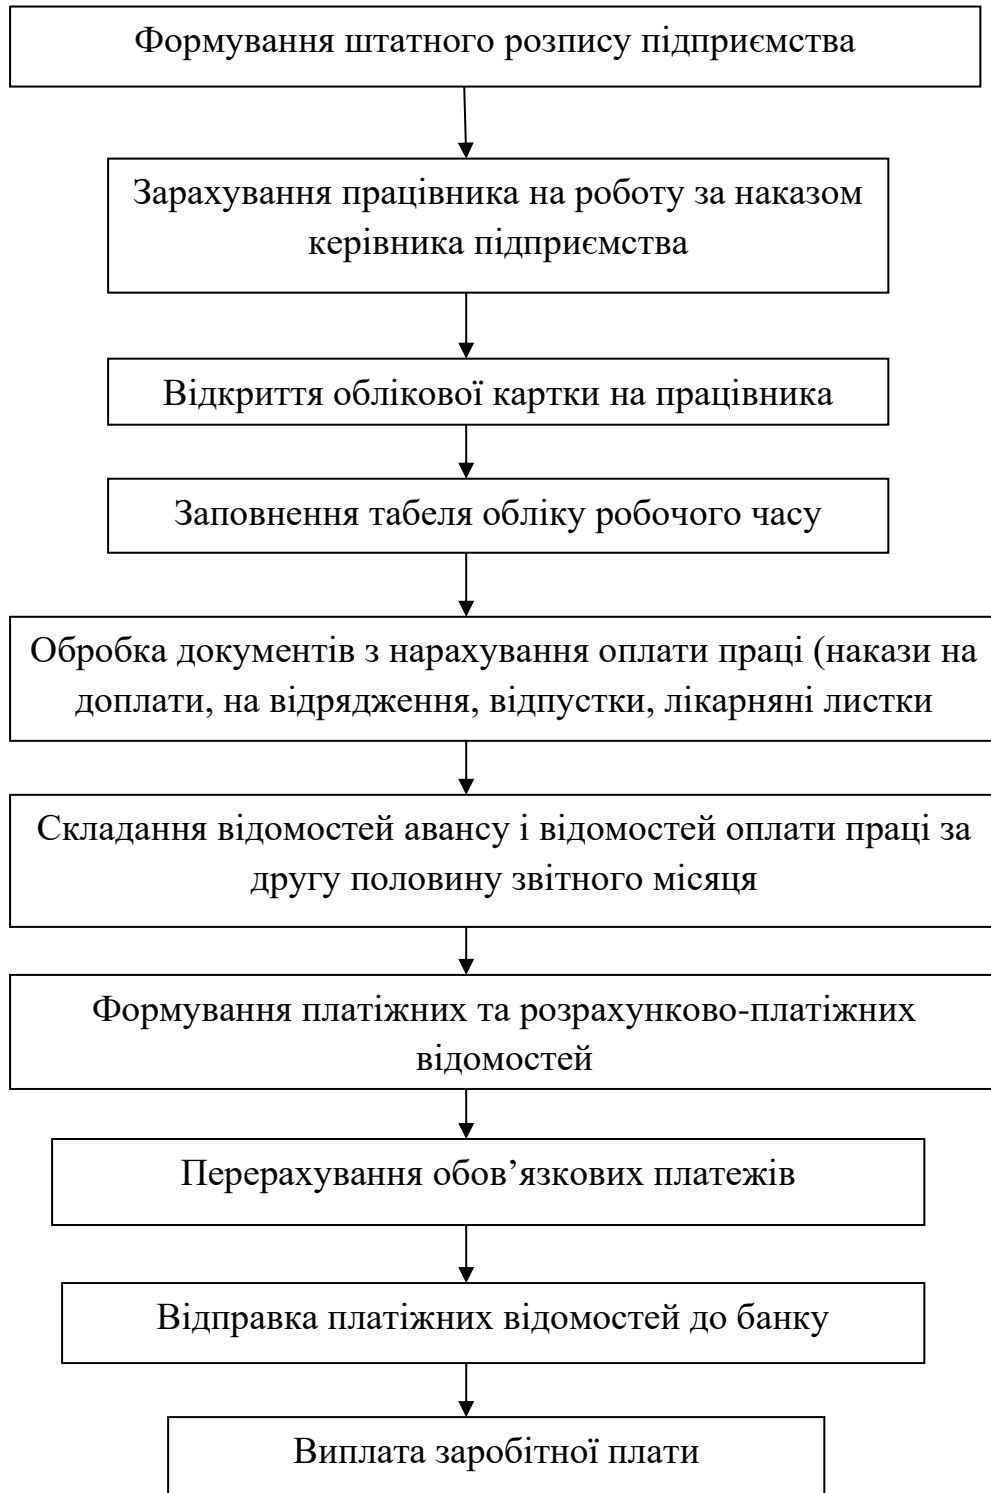 Формування штатного розпису підприємства
Зарахування працівника на роботу за наказом
керівника підприємства
Відкриття облікової картки на працівника
Заповнення табеля обліку робочого часу
Обробка документів з нарахування оплати праці (накази на
доплати, на відрядження, відпустки, лікарняні листки
Складання відомостей авансу і відомостей оплати праці за
другу половину звітного місяця
Формування платіжних та розрахунково-платіжних
відомостей
Перерахування обов’язкових платежів
Відправка платіжних відомостей до банку
Виплата заробітної плати